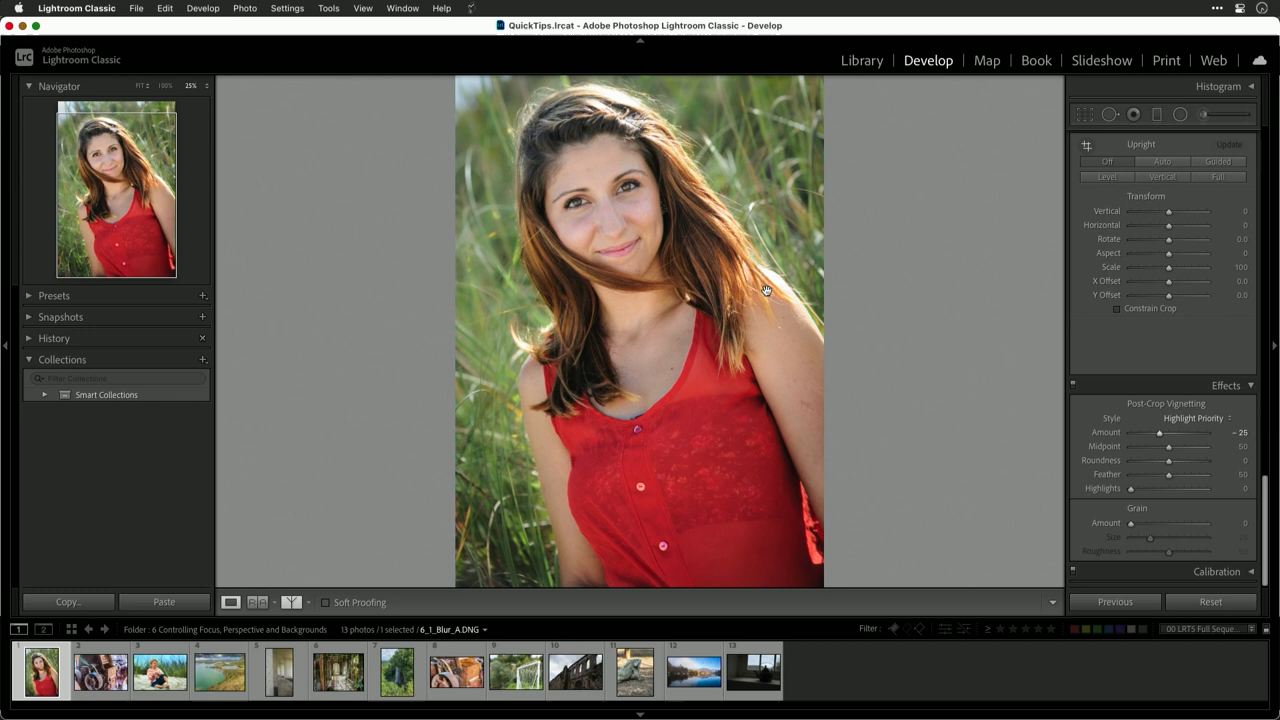 Lightroom Classic File Edit Develop Photo Settings Tools View Window Help
QuickTips.lrcat - Adobe Photoshop Lightroom Classic - Develop
Lrc Adobe Photoshop
Lightroom Classic
Library Develop Map Book Slideshow Print Web
Navigator FIT 100% 25%
Histogram
Upright Update
Off Auto Guided
Level Vertical Full
Transform
Vertical 0
Horizontal 0
Rotate 0.0
Aspect 0
Scale 100
X Offset 0.0
Y Offset 0.0
Constrain Crop
Presets
Snapshots
History
Collections
Filter Collections
Smart Collections
Effects
Post-Crop Vignetting
Style Highlight Priority
Amount – 25
Midpoint 50
Roundness 0
Feather 50
Highlights 0
Grain
Amount 0
Size 25
Roughness 50
Calibration
Copy... Paste
Soft Proofing
Previous Reset
1 2 Folder : 6 Controlling Focus, Perspective and Backgrounds 13 photos / 1 selected / 6_1_Blur_A.DNG
Filter : 00 LRT5 Full Seque...
1 2 3 4 5 6 7 8 9 10 11 12 13